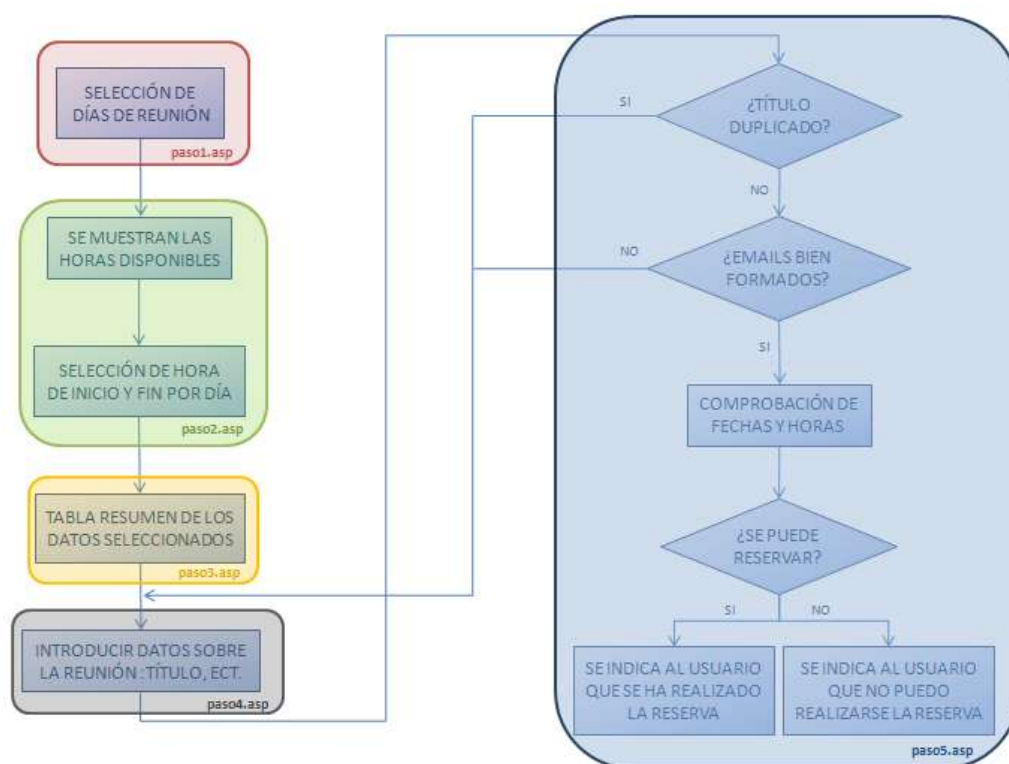 SELECCIÓN DE
DÍAS DE REUNIÓN
paso1.asp
SE MUESTRAN LAS
HORAS DISPONIBLES
SELECCIÓN DE HORA
DE INICIO Y FIN POR DÍA
paso2.asp
TABLA RESUMEN DE LOS
DATOS SELECCIONADOS
paso3.asp
INTRODUCIR DATOS SOBRE
LA REUNIÓN : TÍTULO, ECT.
paso4.asp
¿TÍTULO
DUPLICADO?
SI
NO
¿EMAILS BIEN
FORMADOS?
NO
SI
COMPROBACIÓN DE
FECHAS Y HORAS
¿SE PUEDE
RESERVAR?
SI
NO
SE INDICA AL USUARIO
QUE SE HA REALIZADO
LA RESERVA
SE INDICA AL USUARIO
QUE NO PUEDO
REALIZARSE LA RESERVA
paso5.asp